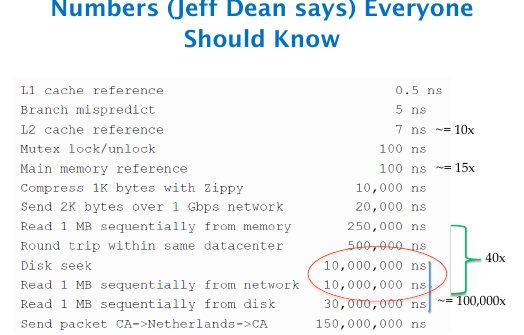 Numbers (Jeff Dean says) Everyone
Should Know
L1 cache reference 0.5 ns
Branch mispredict 5 ns
L2 cache reference 7 ns ~= 10x
Mutex lock/unlock 100 ns
Main memory reference 100 ns ~= 15x
Compress 1K bytes with Zippy 10,000 ns
Send 2K bytes over 1 Gbps network 20,000 ns
Read 1 MB sequentially from memory 250,000 ns
Round trip within same datacenter 500,000 ns
Disk seek 10,000,000 ns 40x
Read 1 MB sequentially from network 10,000,000 ns
Read 1 MB sequentially from disk 30,000,000 ns ~= 100,000x
Send packet CA->Netherlands->CA 150,000,000 ns